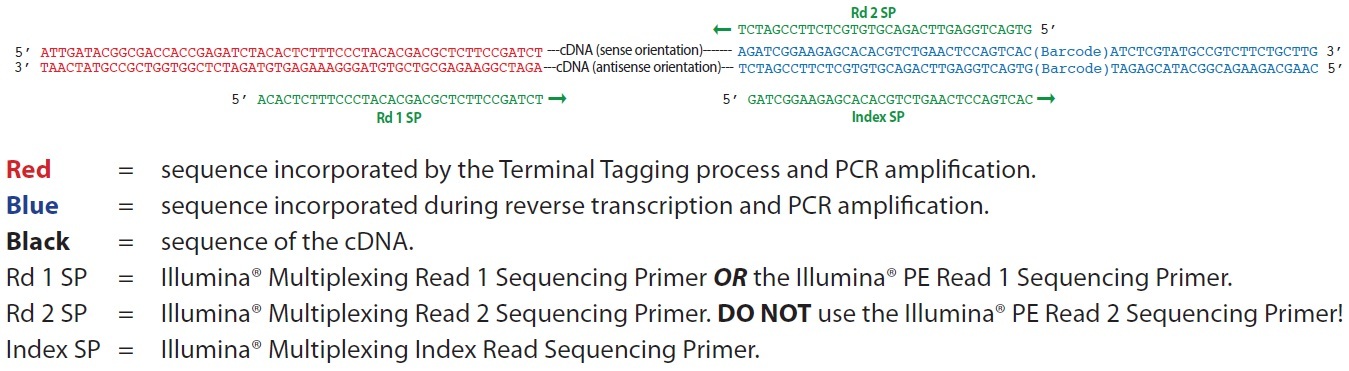 Rd 2 SP
TCTAGCCTTCTCGTGTGCAGACTTGAGGTCAGTG 5′
5′ ATTGATACGGCGACCACCGAGATCTACACTCTTTCCCTACACGACGCTCTTCCGATCT ---cDNA (sense orientation)------ AGATCGGAAGAGCACACGTCTGAACTCCAGTCAC(Barcode)ATCTCGTATGCCGTCTTCTGCTTG 3′
3′ TAACTATGCCGCTGGTGGCTCTAGATGTGAGAAAGGGATGTGCTGCGAGAAGGCTAGA ---cDNA (antisense orientation)--- TCTAGCCTTCTCGTGTGCAGACTTGAGGTCAGTG(Barcode)TAGAGCATACGGCAGAAGACGAAC 5′
5′ ACACTCTTTCCCTACACGACGCTCTTCCGATCT 5′ GATCGGAAGAGCACACGTCTGAACTCCAGTCAC
Rd 1 SP Index SP
Red = sequence incorporated by the Terminal Tagging process and PCR amplification.
Blue = sequence incorporated during reverse transcription and PCR amplification.
Black = sequence of the cDNA.
Rd 1 SP = Illumina® Multiplexing Read 1 Sequencing Primer OR the Illumina® PE Read 1 Sequencing Primer.
Rd 2 SP = Illumina® Multiplexing Read 2 Sequencing Primer. DO NOT use the Illumina® PE Read 2 Sequencing Primer!
Index SP = Illumina® Multiplexing Index Read Sequencing Primer.